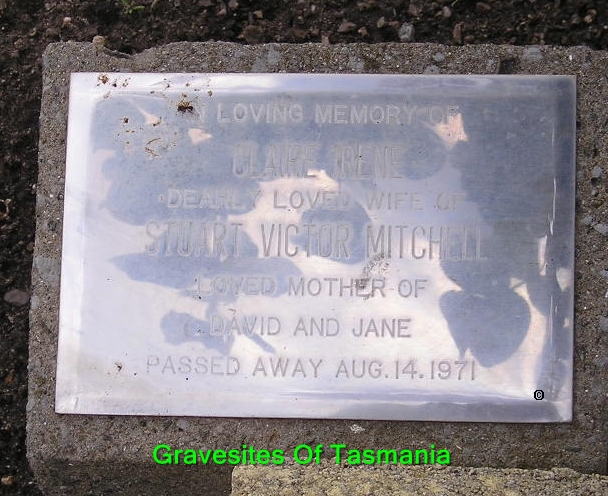 IN LOVING MEMORY OF
CLAIRE IRENE
DEARLY LOVED WIFE OF
STUART VICTOR MITCHELL
LOVED MOTHER OF
DAVID AND JANE
PASSED AWAY AUG.14.1971
©
Gravesites Of Tasmania